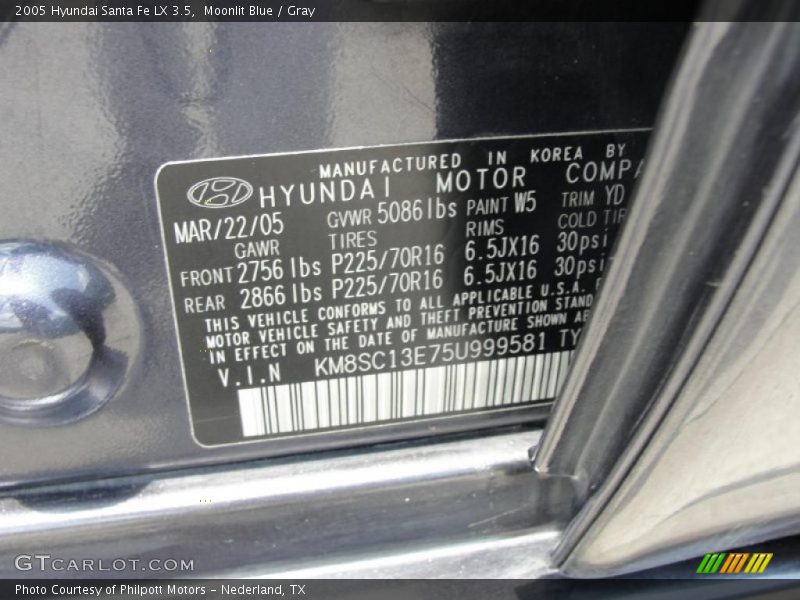 2005 Hyundai Santa Fe LX 3.5, Moonlit Blue / Gray
MANUFACTURED IN KOREA BY
HYUNDAI MOTOR COMPA
MAR/22/05 GVWR 5086 lbs PAINT W5 TRIM YD
GAWR TIRES RIMS COLD TIR
FRONT 2756 lbs P225/70R16 6.5JX16 30psi
REAR 2866 lbs P225/70R16 6.5JX16 30psi
THIS VEHICLE CONFORMS TO ALL APPLICABLE U.S.A.
MOTOR VEHICLE SAFETY AND THEFT PREVENTION STAND
IN EFFECT ON THE DATE OF MANUFACTURE SHOWN AB
V.I.N KM8SC13E75U999581 TY
GTCARLOT.COM
Photo Courtesy of Philpott Motors - Nederland, TX